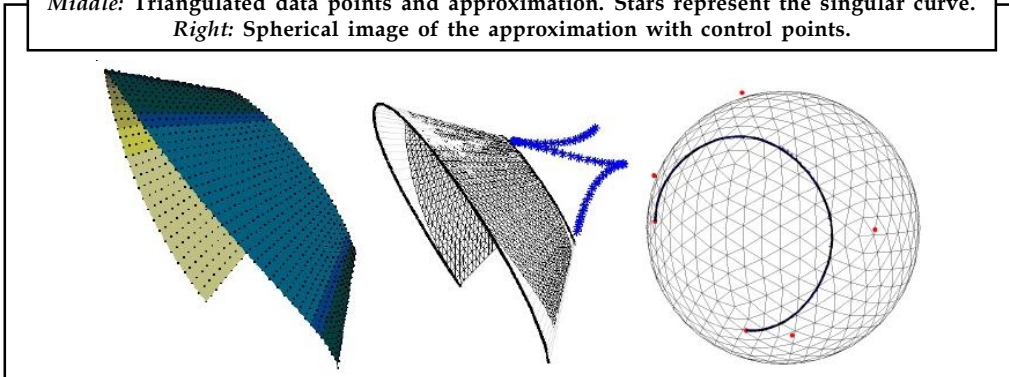 Middle: Triangulated data points and approximation. Stars represent the singular curve.
Right: Spherical image of the approximation with control points.